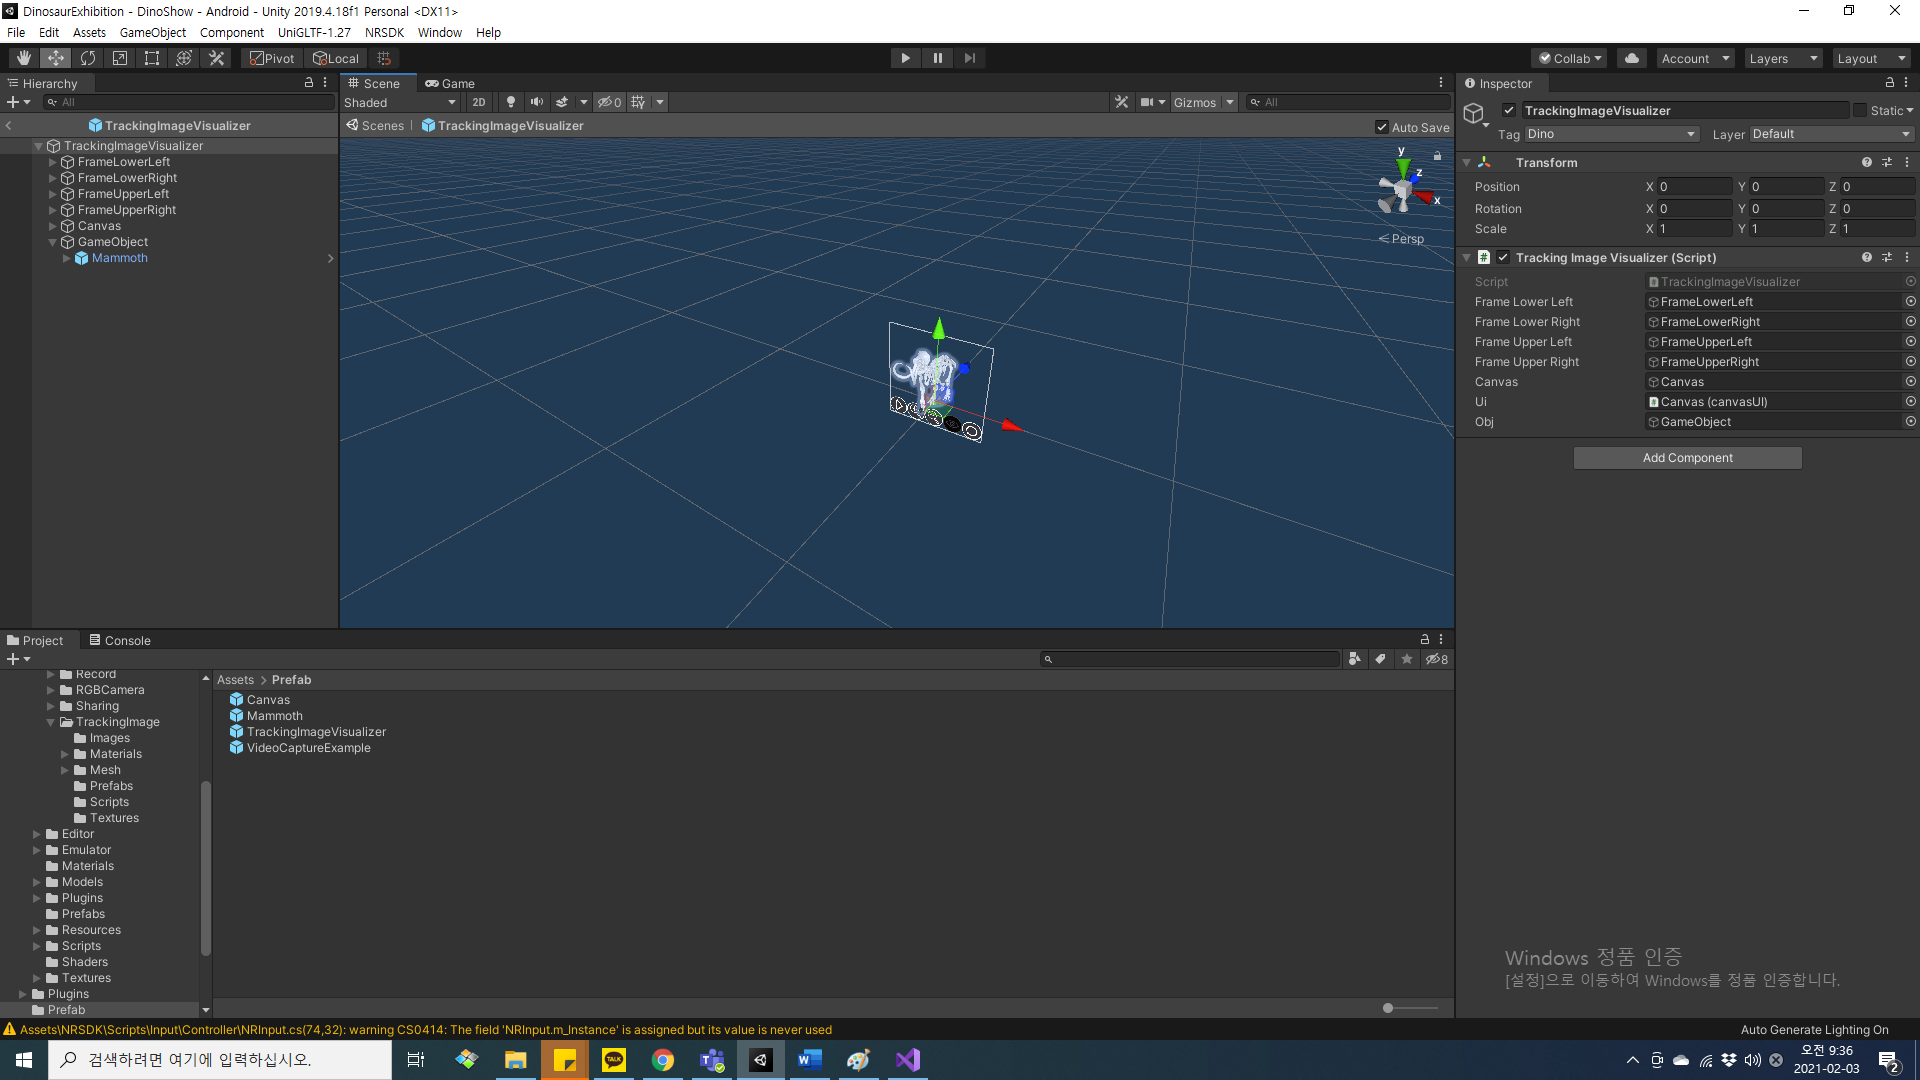 DinosaurExhibition - DinoShow - Android - Unity 2019.4.18f1 Personal <DX11>
File Edit Assets GameObject Component UniGLTF-1.27 NRSDK Window Help
Pivot Local Collab Account Layers Layout
Hierarchy
All
TrackingImageVisualizer
TrackingImageVisualizer
FrameLowerLeft
FrameLowerRight
FrameUpperLeft
FrameUpperRight
Canvas
GameObject
Mammoth
Scene Game
Shaded 2D 0 Gizmos All
Scenes TrackingImageVisualizer Auto Save
y
z
x
Persp
Inspector
TrackingImageVisualizer Static
Tag Dino Layer Default
Transform
Position X 0 Y 0 Z 0
Rotation X 0 Y 0 Z 0
Scale X 1 Y 1 Z 1
Tracking Image Visualizer (Script)
Script TrackingImageVisualizer
Frame Lower Left FrameLowerLeft
Frame Lower Right FrameLowerRight
Frame Upper Left FrameUpperLeft
Frame Upper Right FrameUpperRight
Canvas Canvas
Ui Canvas (canvasUI)
Obj GameObject
Add Component
Project Console
8
Record
RGBCamera
Sharing
TrackingImage
Images
Materials
Mesh
Prefabs
Scripts
Textures
Editor
Emulator
Materials
Models
Plugins
Prefabs
Resources
Scripts
Shaders
Textures
Plugins
Prefab
Assets > Prefab
Canvas
Mammoth
TrackingImageVisualizer
VideoCaptureExample
Windows 정품 인증
[설정]으로 이동하여 Windows를 정품 인증합니다.
Assets\NRSDK\Scripts\Input\Controller\NRInput.cs(74,32): warning CS0414: The field 'NRInput.m_Instance' is assigned but its value is never used
Auto Generate Lighting On
검색하려면 여기에 입력하십시오.
TALK
오전 9:36
2021-02-03
2